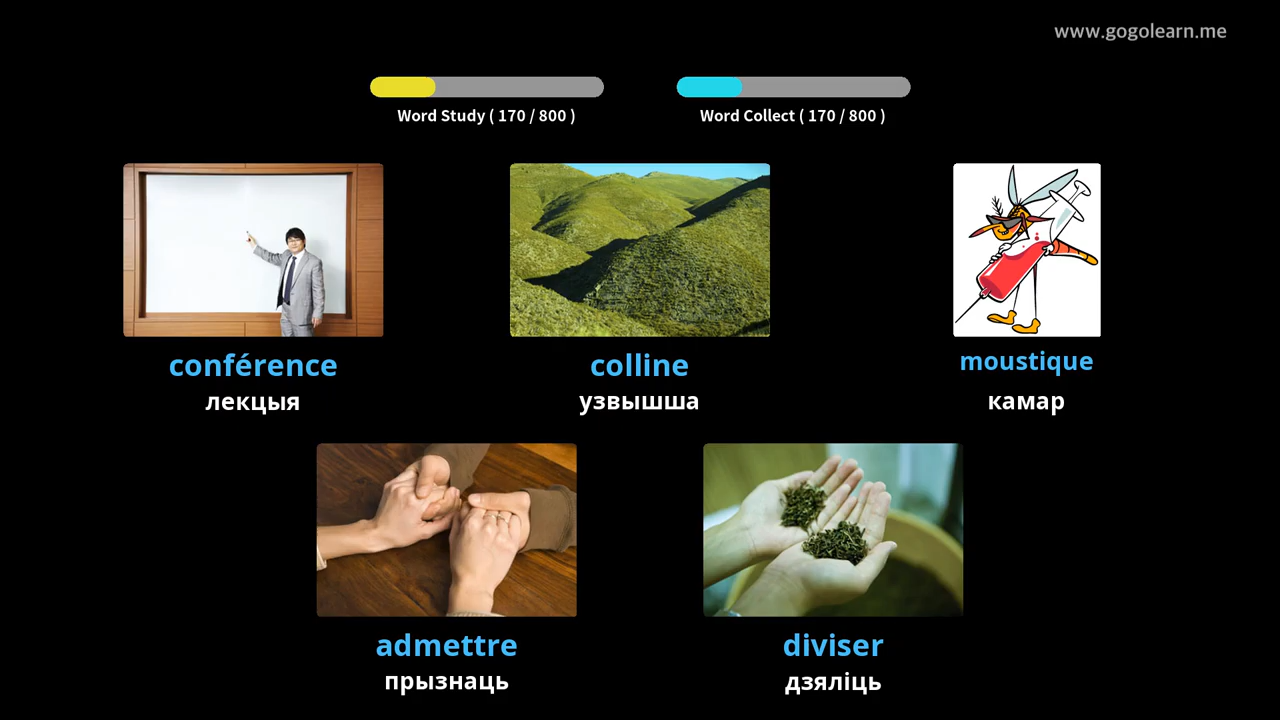 www.gogolearn.me
Word Study ( 170 / 800 )
Word Collect ( 170 / 800 )
conférence
лекцыя
colline
узвышша
moustique
камар
admettre
прызнаць
diviser
дзяліць